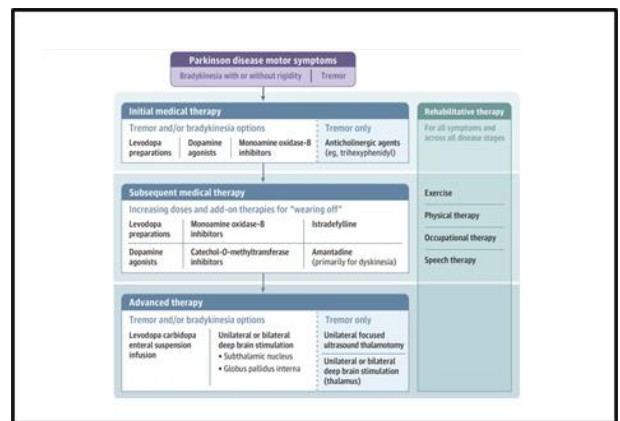 Parkinson disease motor symptoms
Bradykinesia with or without rigidity | Tremor
Initial medical therapy
Tremor and/or bradykinesia options
Levodopa
preparations
Dopamine
agonists
Monoamine oxidase-B
inhibitors
Tremor only
Anticholinergic agents
(eg, trihexyphenidyl)
Subsequent medical therapy
Increasing doses and add-on therapies for "wearing off"
Levodopa
preparations
Monoamine oxidase-B
inhibitors
Istradefylline
Dopamine
agonists
Catechol-O-methyltransferase
inhibitors
Amantadine
(primarily for dyskinesia)
Advanced therapy
Tremor and/or bradykinesia options
Levodopa-carbidopa
enteral suspension
infusion
Unilateral or bilateral
deep brain stimulation
• Subthalamic nucleus
• Globus pallidus interna
Tremor only
Unilateral focused
ultrasound thalamotomy
Unilateral or bilateral
deep brain stimulation
(thalamus)
Rehabilitative therapy
For all symptoms and
across all disease stages
Exercise
Physical therapy
Occupational therapy
Speech therapy